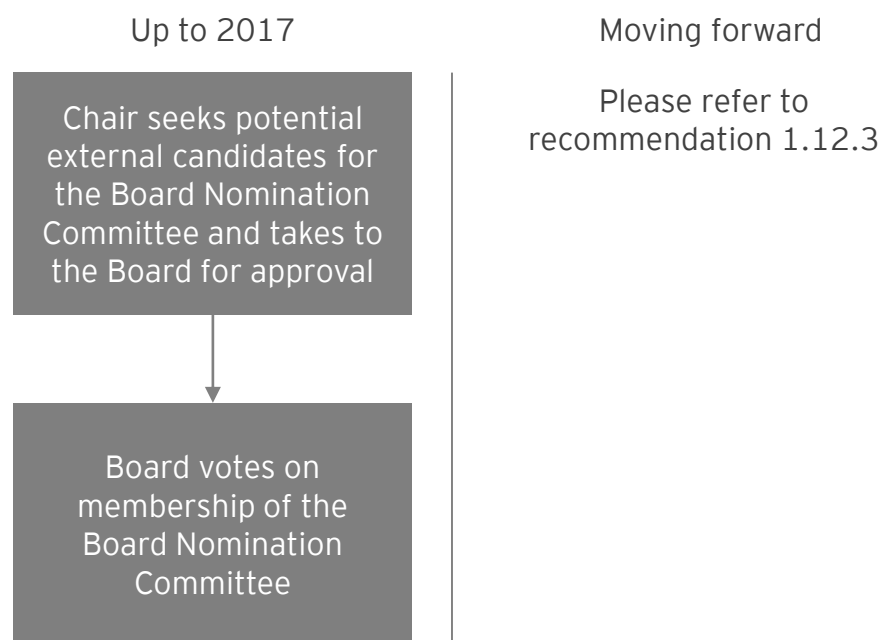 Up to 2017
Chair seeks potential
external candidates for
the Board Nomination
Committee and takes to
the Board for approval
Board votes on
membership of the
Board Nomination
Committee
Moving forward
Please refer to
recommendation 1.12.3